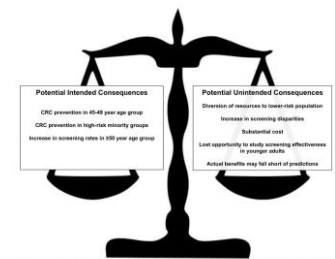 Potential Intended Consequences
CRC prevention in 45-49 year age group
CRC prevention in high-risk minority groups
Increase in screening rates in ≥50 year age group
Potential Unintended Consequences
Diversion of resources to lower-risk population
Increase in screening disparities
Substantial cost
Lost opportunity to study screening effectiveness
in younger adults
Actual benefits may fall short of predictions